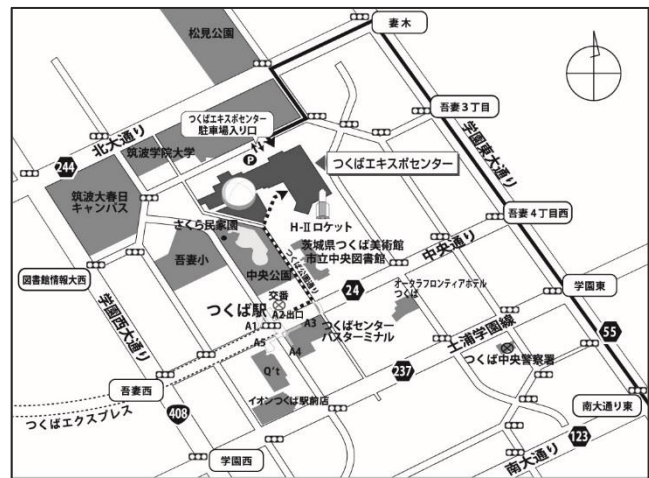 松見公園
妻木
つくばエキスポセンター
駐車場入り口
吾妻3丁目
北大通り
学園東大通り
244
筑波学院大学
P
つくばエキスポセンター
筑波大春日
キャンパス
吾妻4丁目西
さくら民家園
H-Ⅱロケット
中央通り
茨城県つくば美術館
市立中央図書館
吾妻小
中央公園
つくば公園通り
図書館情報大西
学園東
24
オークラフロンティアホテル
つくば
交番
つくば駅
A2出口
学園西大通り
A1
A3
つくばセンター
バスターミナル
土浦学園線
55
A5
A4
つくば中央警察署
Q't
237
吾妻西
イオンつくば駅前店
南大通り東
つくばエクスプレス
408
123
学園西
南大通り